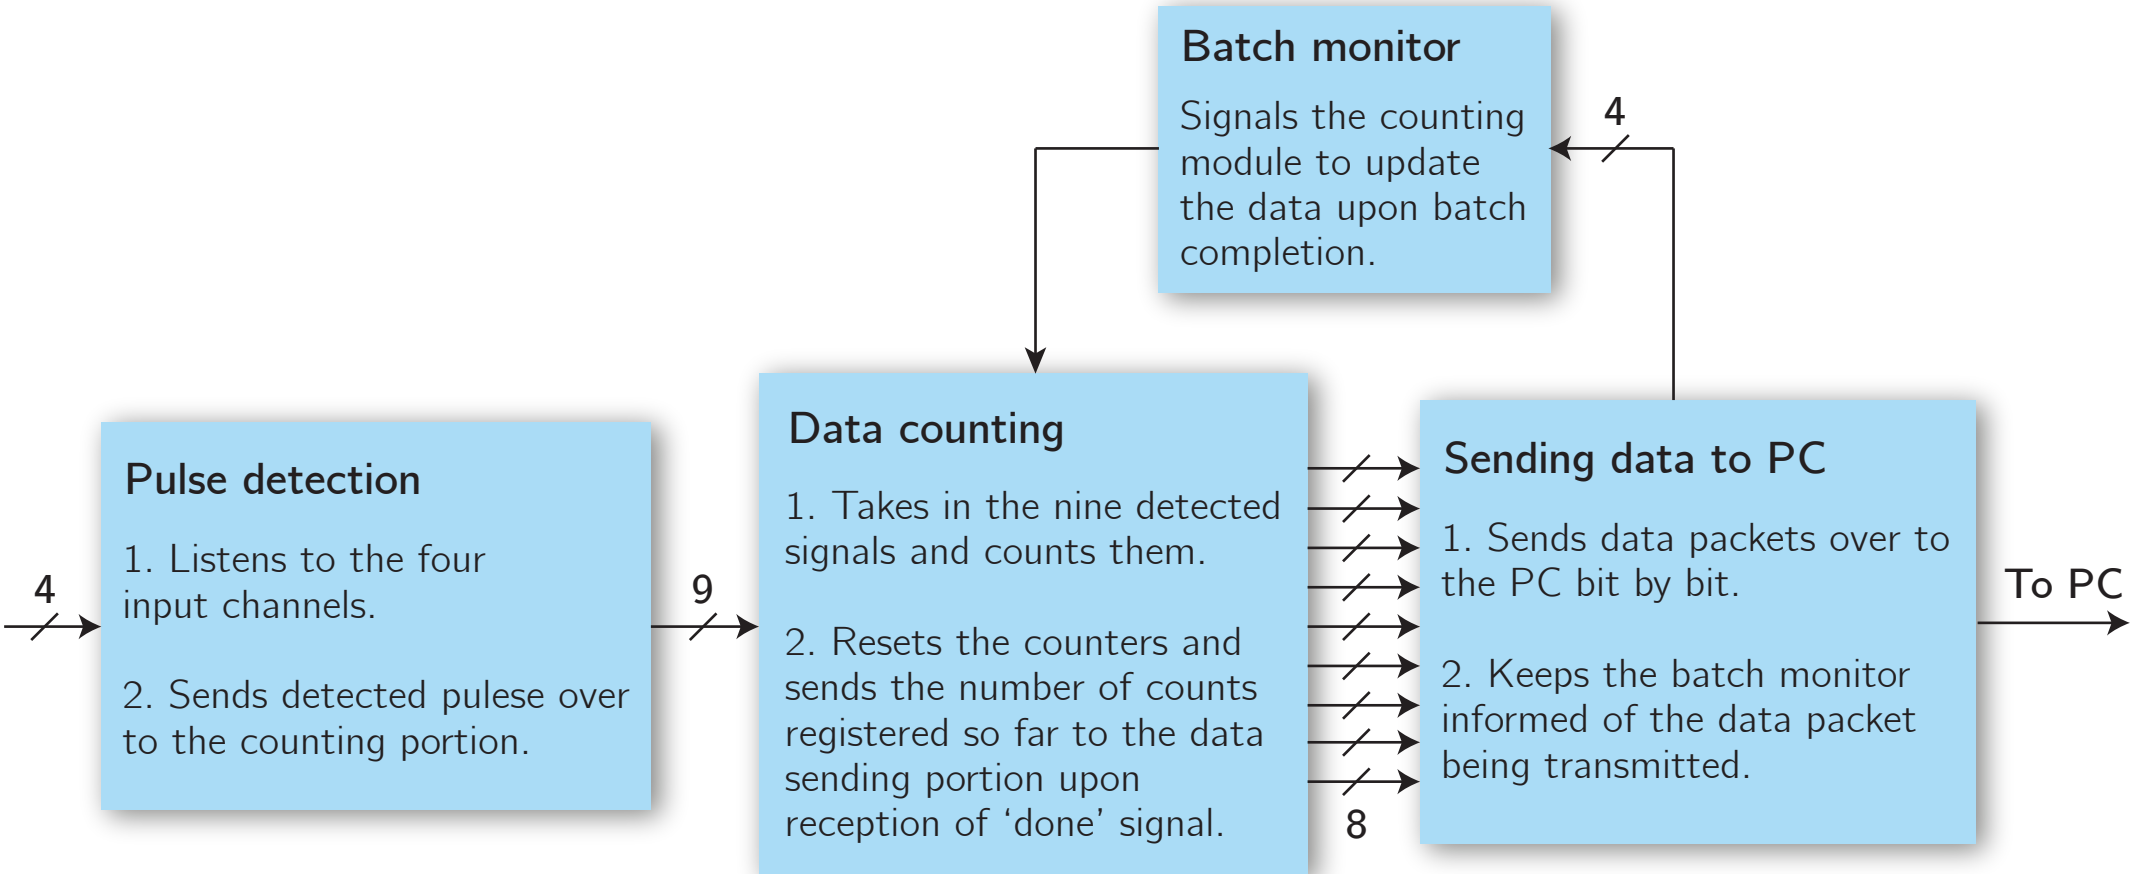 Batch monitor
Signals the counting
module to update
the data upon batch
completion.
4
Pulse detection
1. Listens to the four
input channels.
2. Sends detected pulese over
to the counting portion.
4
9
Data counting
1. Takes in the nine detected
signals and counts them.
2. Resets the counters and
sends the number of counts
registered so far to the data
sending portion upon
reception of ‘done’ signal.
8
Sending data to PC
1. Sends data packets over to
the PC bit by bit.
2. Keeps the batch monitor
informed of the data packet
being transmitted.
To PC